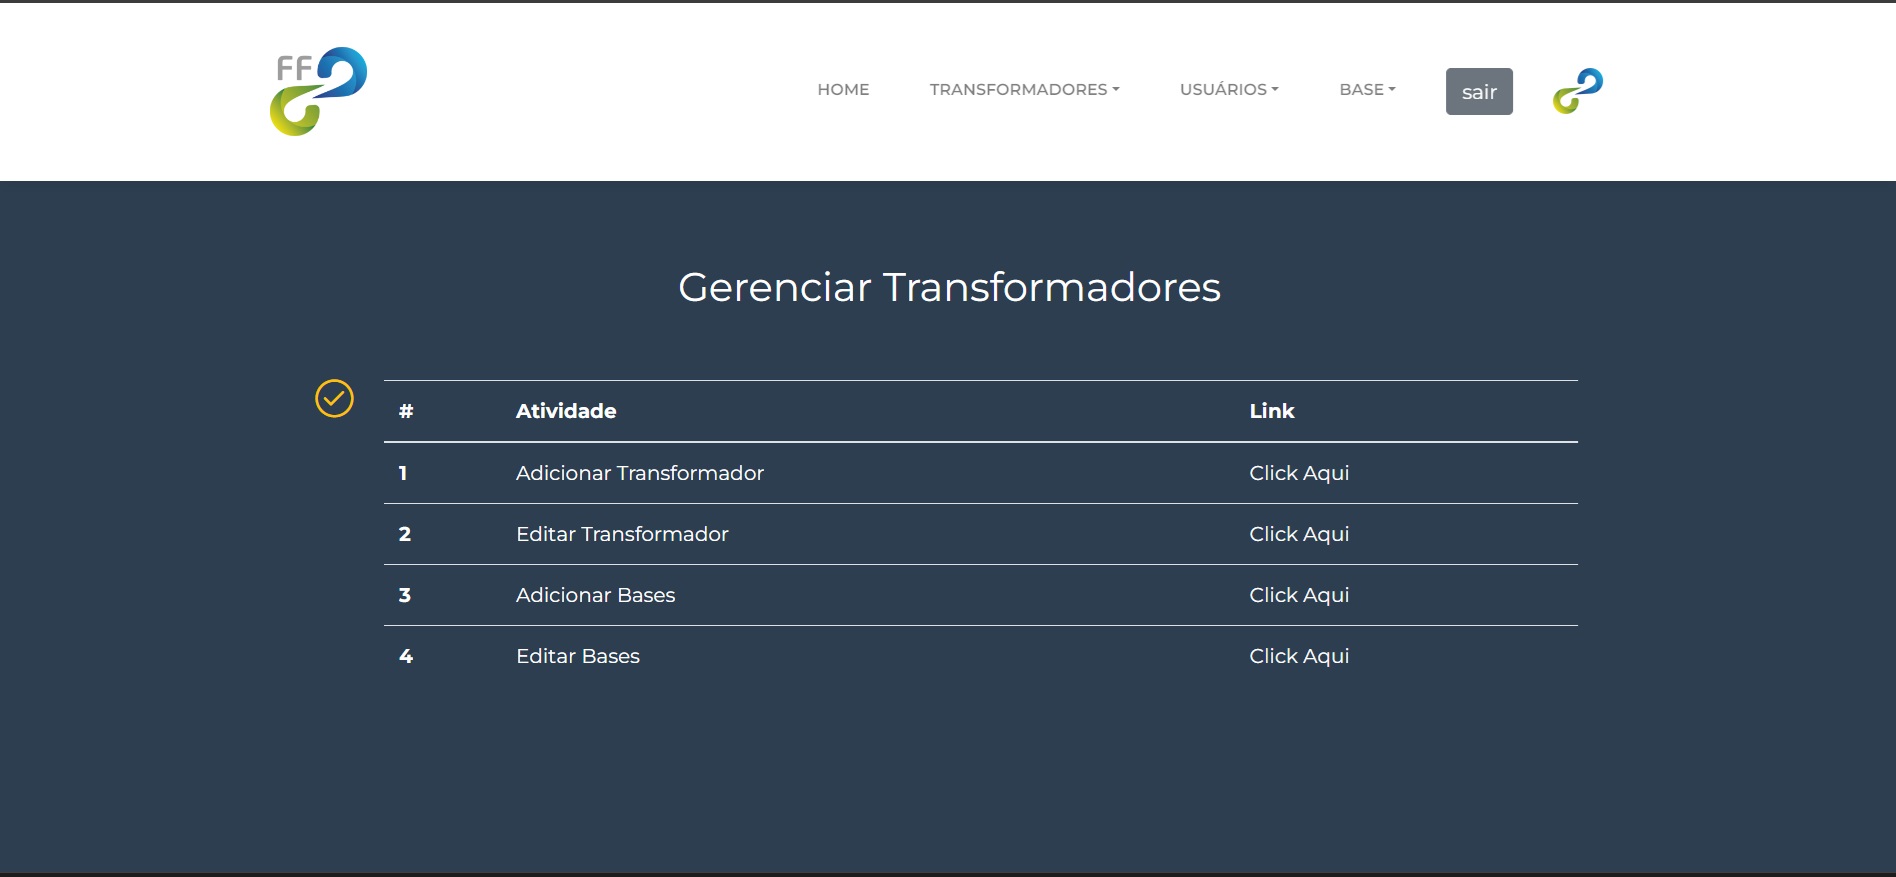 FF
HOME TRANSFORMADORES USUÁRIOS BASE sair
Gerenciar Transformadores
# Atividade Link
1 Adicionar Transformador Click Aqui
2 Editar Transformador Click Aqui
3 Adicionar Bases Click Aqui
4 Editar Bases Click Aqui